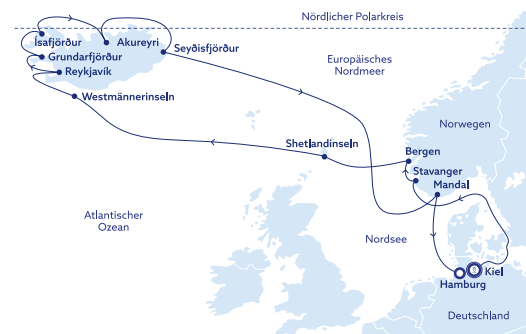 Nördlicher Polarkreis
Ísafjörður
Akureyri
Seyðisfjörður
Grundarfjörður
Reykjavík
Europäisches
Nordmeer
Westmännerinseln
Norwegen
Shetlandinseln
Bergen
Stavanger
Mandal
Atlantischer
Ozean
Nordsee
Kiel
Hamburg
Deutschland